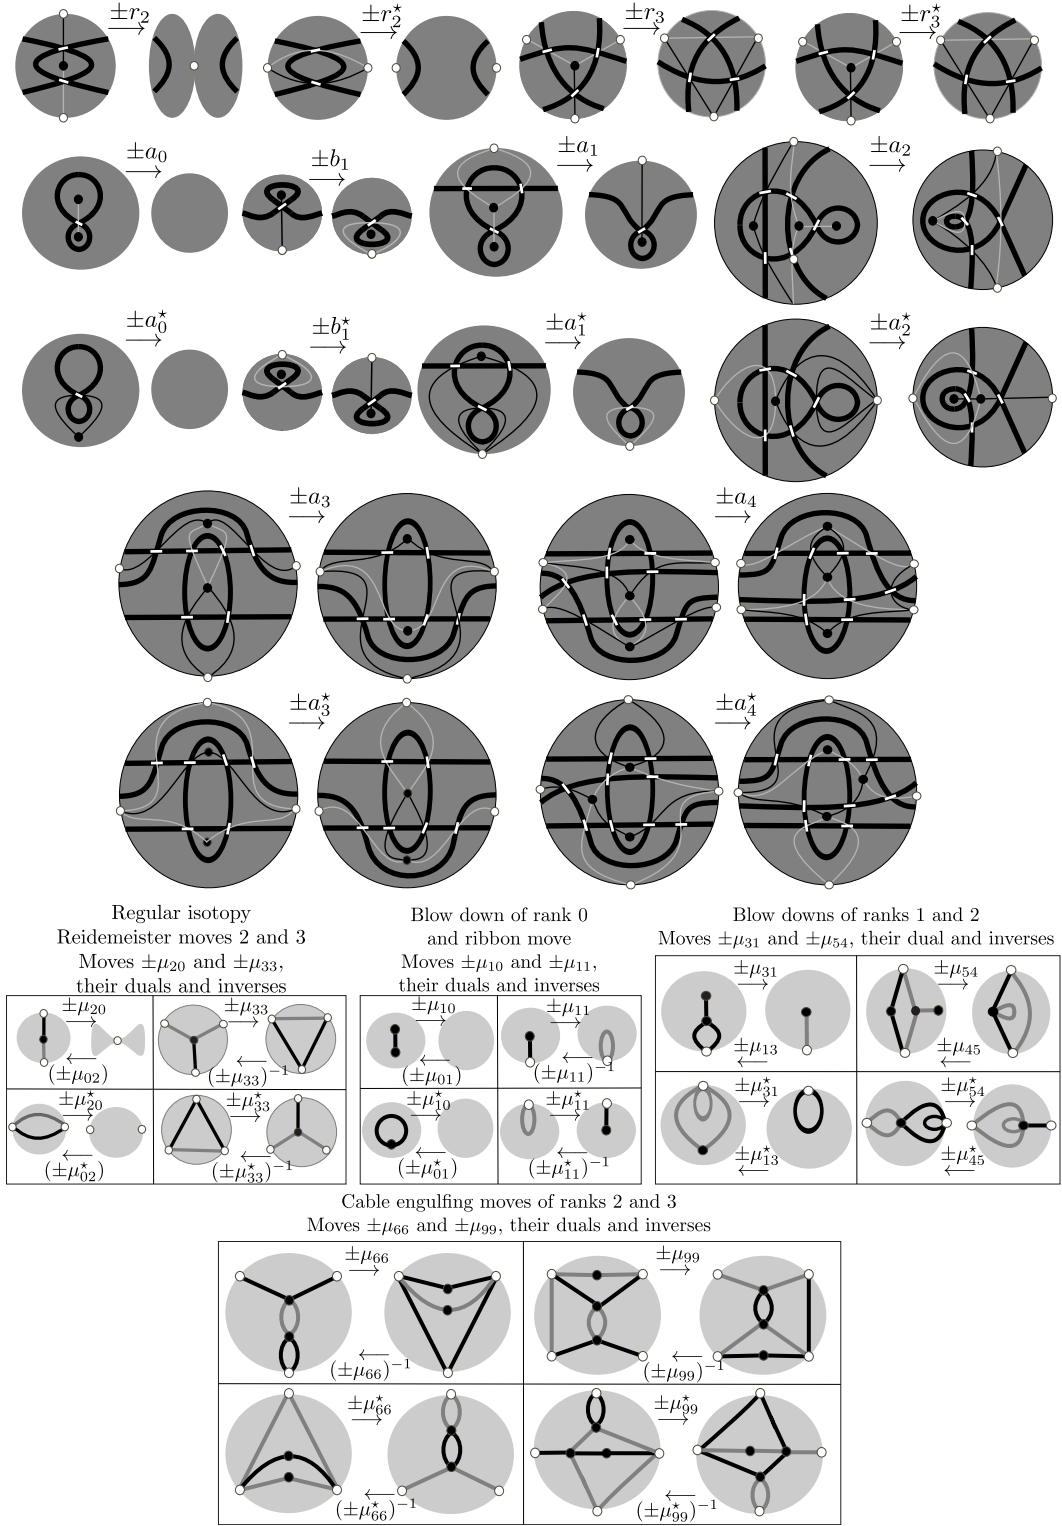 ±r₂ ±r₂⋆ ±r₃ ±r₃⋆
±a₀ ±b₁ ±a₁ ±a₂
±a₀⋆ ±b₁⋆ ±a₁⋆ ±a₂⋆
±a₃ ±a₄
±a₃⋆ ±a₄⋆
Regular isotopy
Reidemeister moves 2 and 3
Moves ±μ₂₀ and ±μ₃₃,
their duals and inverses
Blow down of rank 0
and ribbon move
Moves ±μ₁₀ and ±μ₁₁,
their duals and inverses
Blow downs of ranks 1 and 2
Moves ±μ₃₁ and ±μ₅₄, their dual and inverses
±μ₂₀ ±μ₃₃
(±μ₀₂) (±μ₃₃)⁻¹
±μ₂₀⋆ ±μ₃₃⋆
(±μ₀₂⋆) (±μ₃₃⋆)⁻¹
±μ₁₀ ±μ₁₁
(±μ₀₁) (±μ₁₁)⁻¹
±μ₁₀⋆ ±μ₁₁⋆
(±μ₀₁⋆) (±μ₁₁⋆)⁻¹
±μ₃₁ ±μ₅₄
±μ₁₃ ±μ₄₅
±μ₃₁⋆ ±μ₅₄⋆
±μ₁₃⋆ ±μ₄₅⋆
Cable engulfing moves of ranks 2 and 3
Moves ±μ₆₆ and ±μ₉₉, their duals and inverses
±μ₆₆ ±μ₉₉
(±μ₆₆)⁻¹ (±μ₉₉)⁻¹
±μ₆₆⋆ ±μ₉₉⋆
(±μ₆₆⋆)⁻¹ (±μ₉₉⋆)⁻¹